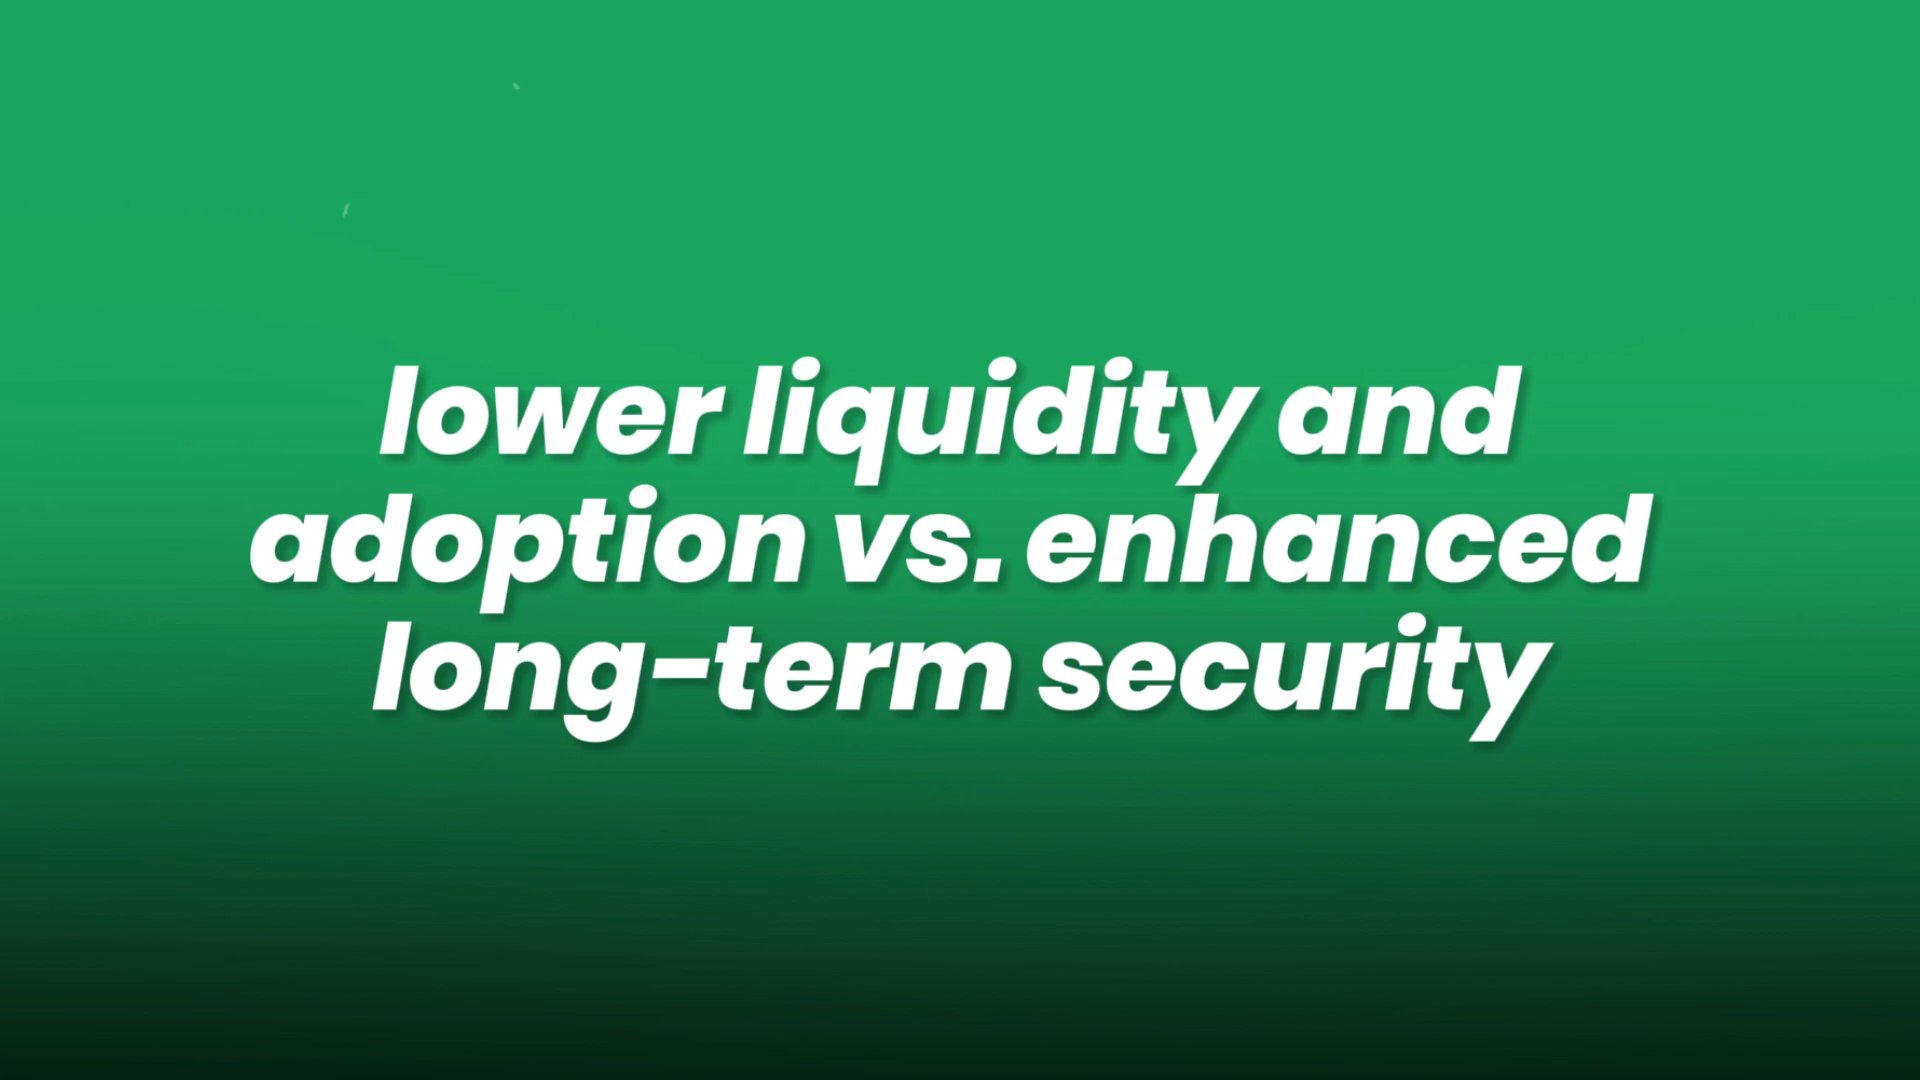 lower liquidity and
adoption vs. enhanced
long-term security